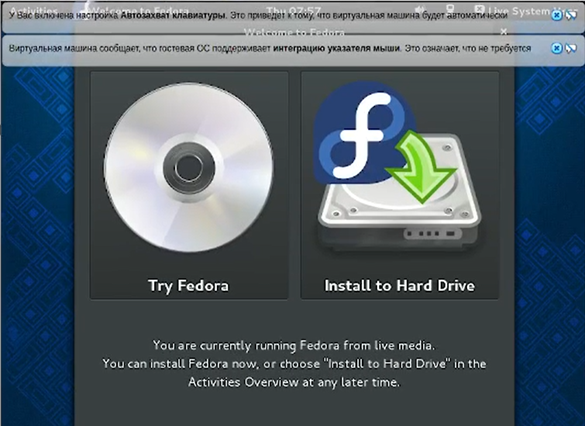 Activities Welcome to Fedora Thu 07:57 Live System User
У Вас включена настройка Автозахват клавиатуры. Это приведет к тому, что виртуальная машина будет автоматически
Welcome to Fedora
Виртуальная машина сообщает, что гостевая ОС поддерживает интеграцию указателя мыши. Это означает, что не требуется
Try Fedora
Install to Hard Drive
You are currently running Fedora from live media.
You can install Fedora now, or choose "Install to Hard Drive" in the
Activities Overview at any later time.